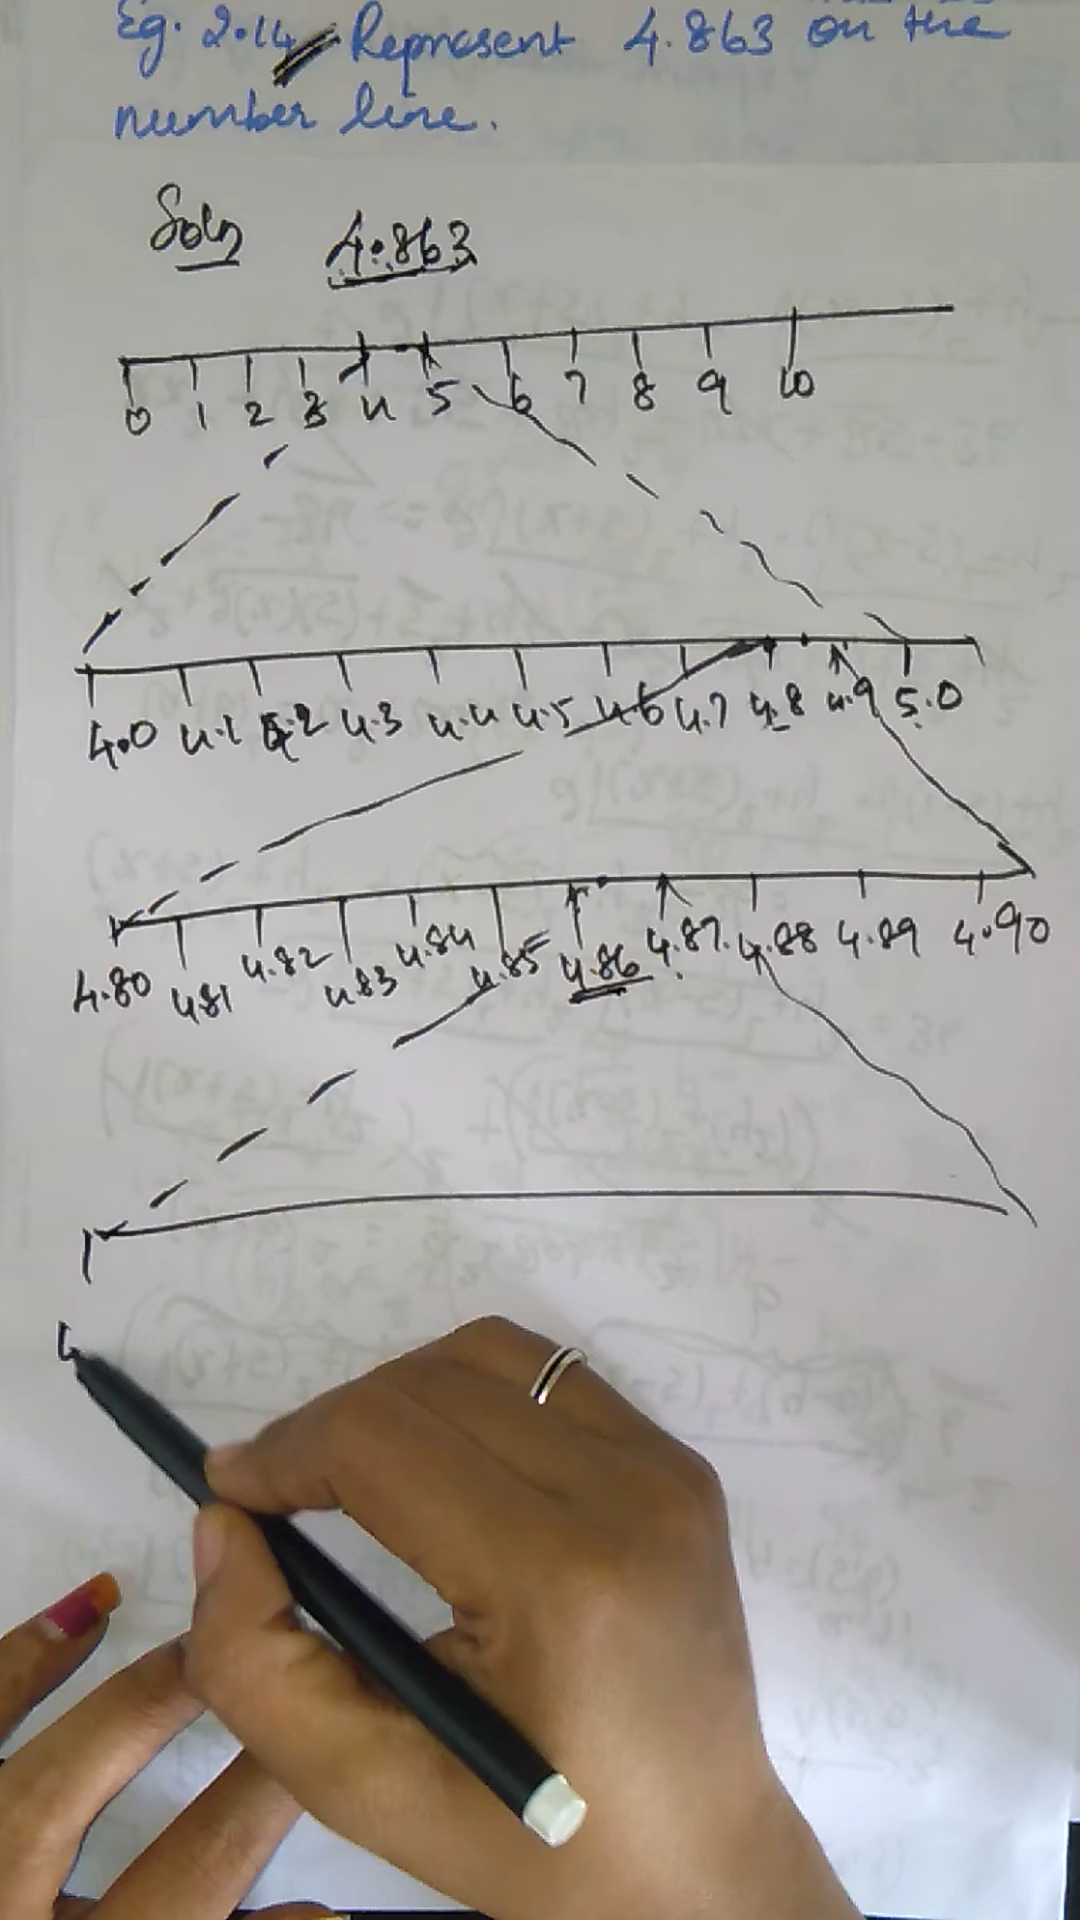 Eg. 2.14 Represent 4.863 on the
number line.
Soln 4.863
0 1 2 3 4 5 6 7 8 9 10
4.0 4.1 4.2 4.3 4.4 4.5 4.6 4.7 4.8 4.9 5.0
4.80 4.81 4.82 4.83 4.84 4.85 4.86 4.87 4.88 4.89 4.90